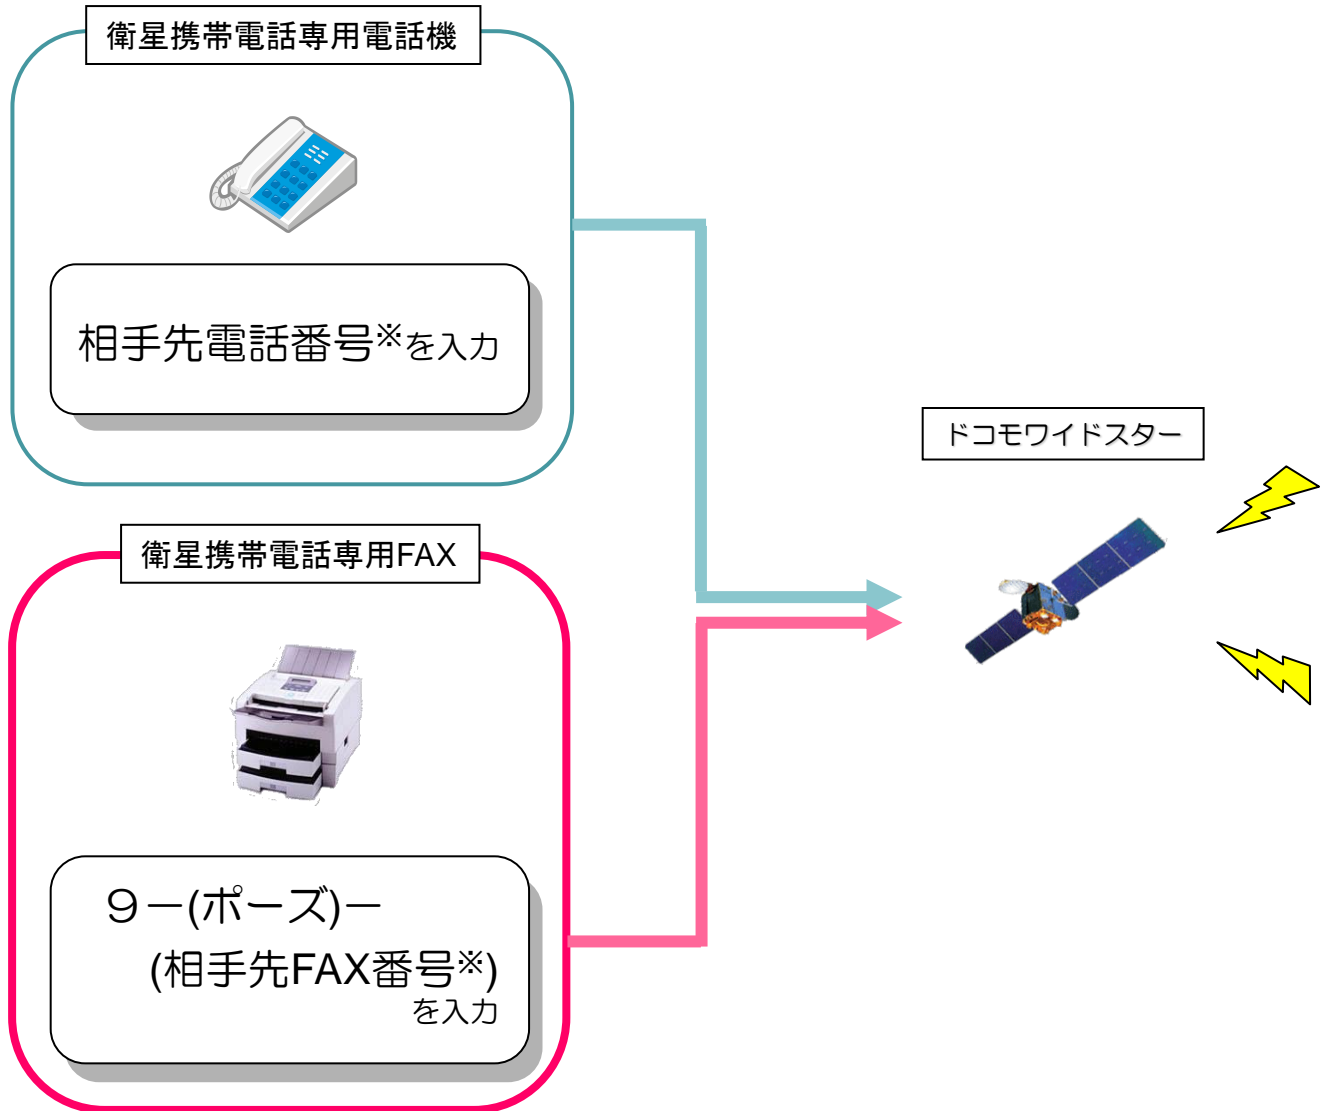 衛星携帯電話専用電話機
相手先電話番号※を入力
ドコモワイドスター
衛星携帯電話専用FAX
９－(ポーズ)－
(相手先FAX番号※)
を入力